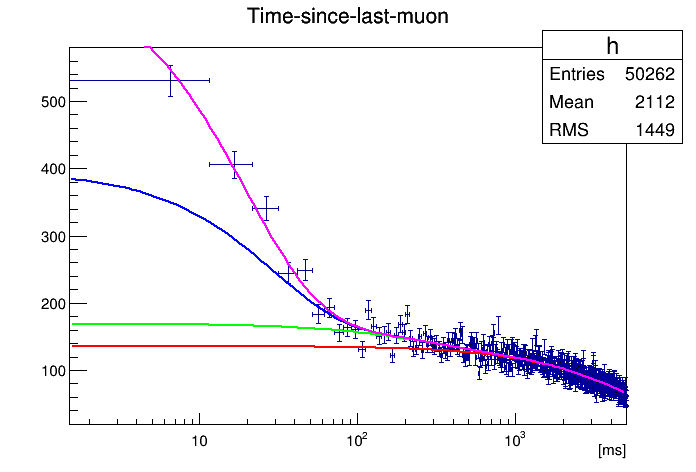 Time-since-last-muon
h
Entries 50262
Mean 2112
RMS 1449
500
400
300
200
100
10
10²
10³
[ms]